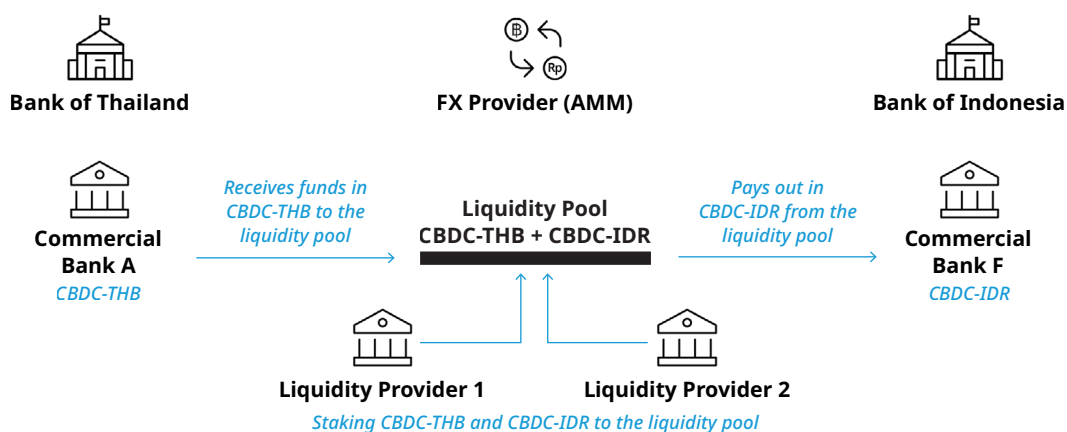 ฿
Rp
Bank of Thailand
FX Provider (AMM)
Bank of Indonesia
Receives funds in
CBDC-THB to the
liquidity pool
Pays out in
CBDC-IDR from the
liquidity pool
Liquidity Pool
CBDC-THB + CBDC-IDR
Commercial
Bank A
CBDC-THB
Commercial
Bank F
CBDC-IDR
Liquidity Provider 1
Liquidity Provider 2
Staking CBDC-THB and CBDC-IDR to the liquidity pool